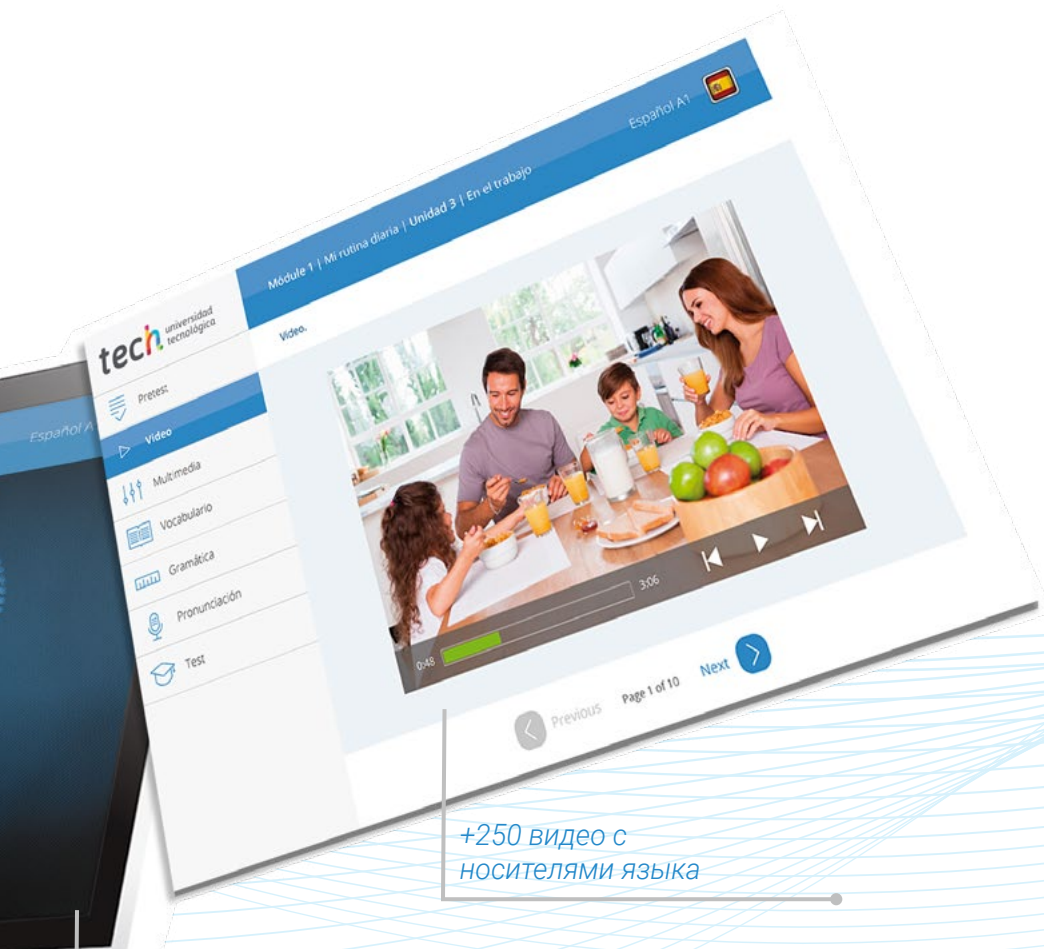 Español A1
Módule 1 | Mi rutina diaria | Unidad 3 | En el trabajo
tech universidad
tecnológica
Video.
Pretest
Video
Multimedia
Vocabulario
Gramática
Pronunciación
Test
0:48
3:06
Previous
Page 1 of 10
Next
Español A
+250 видео с
носителями языка